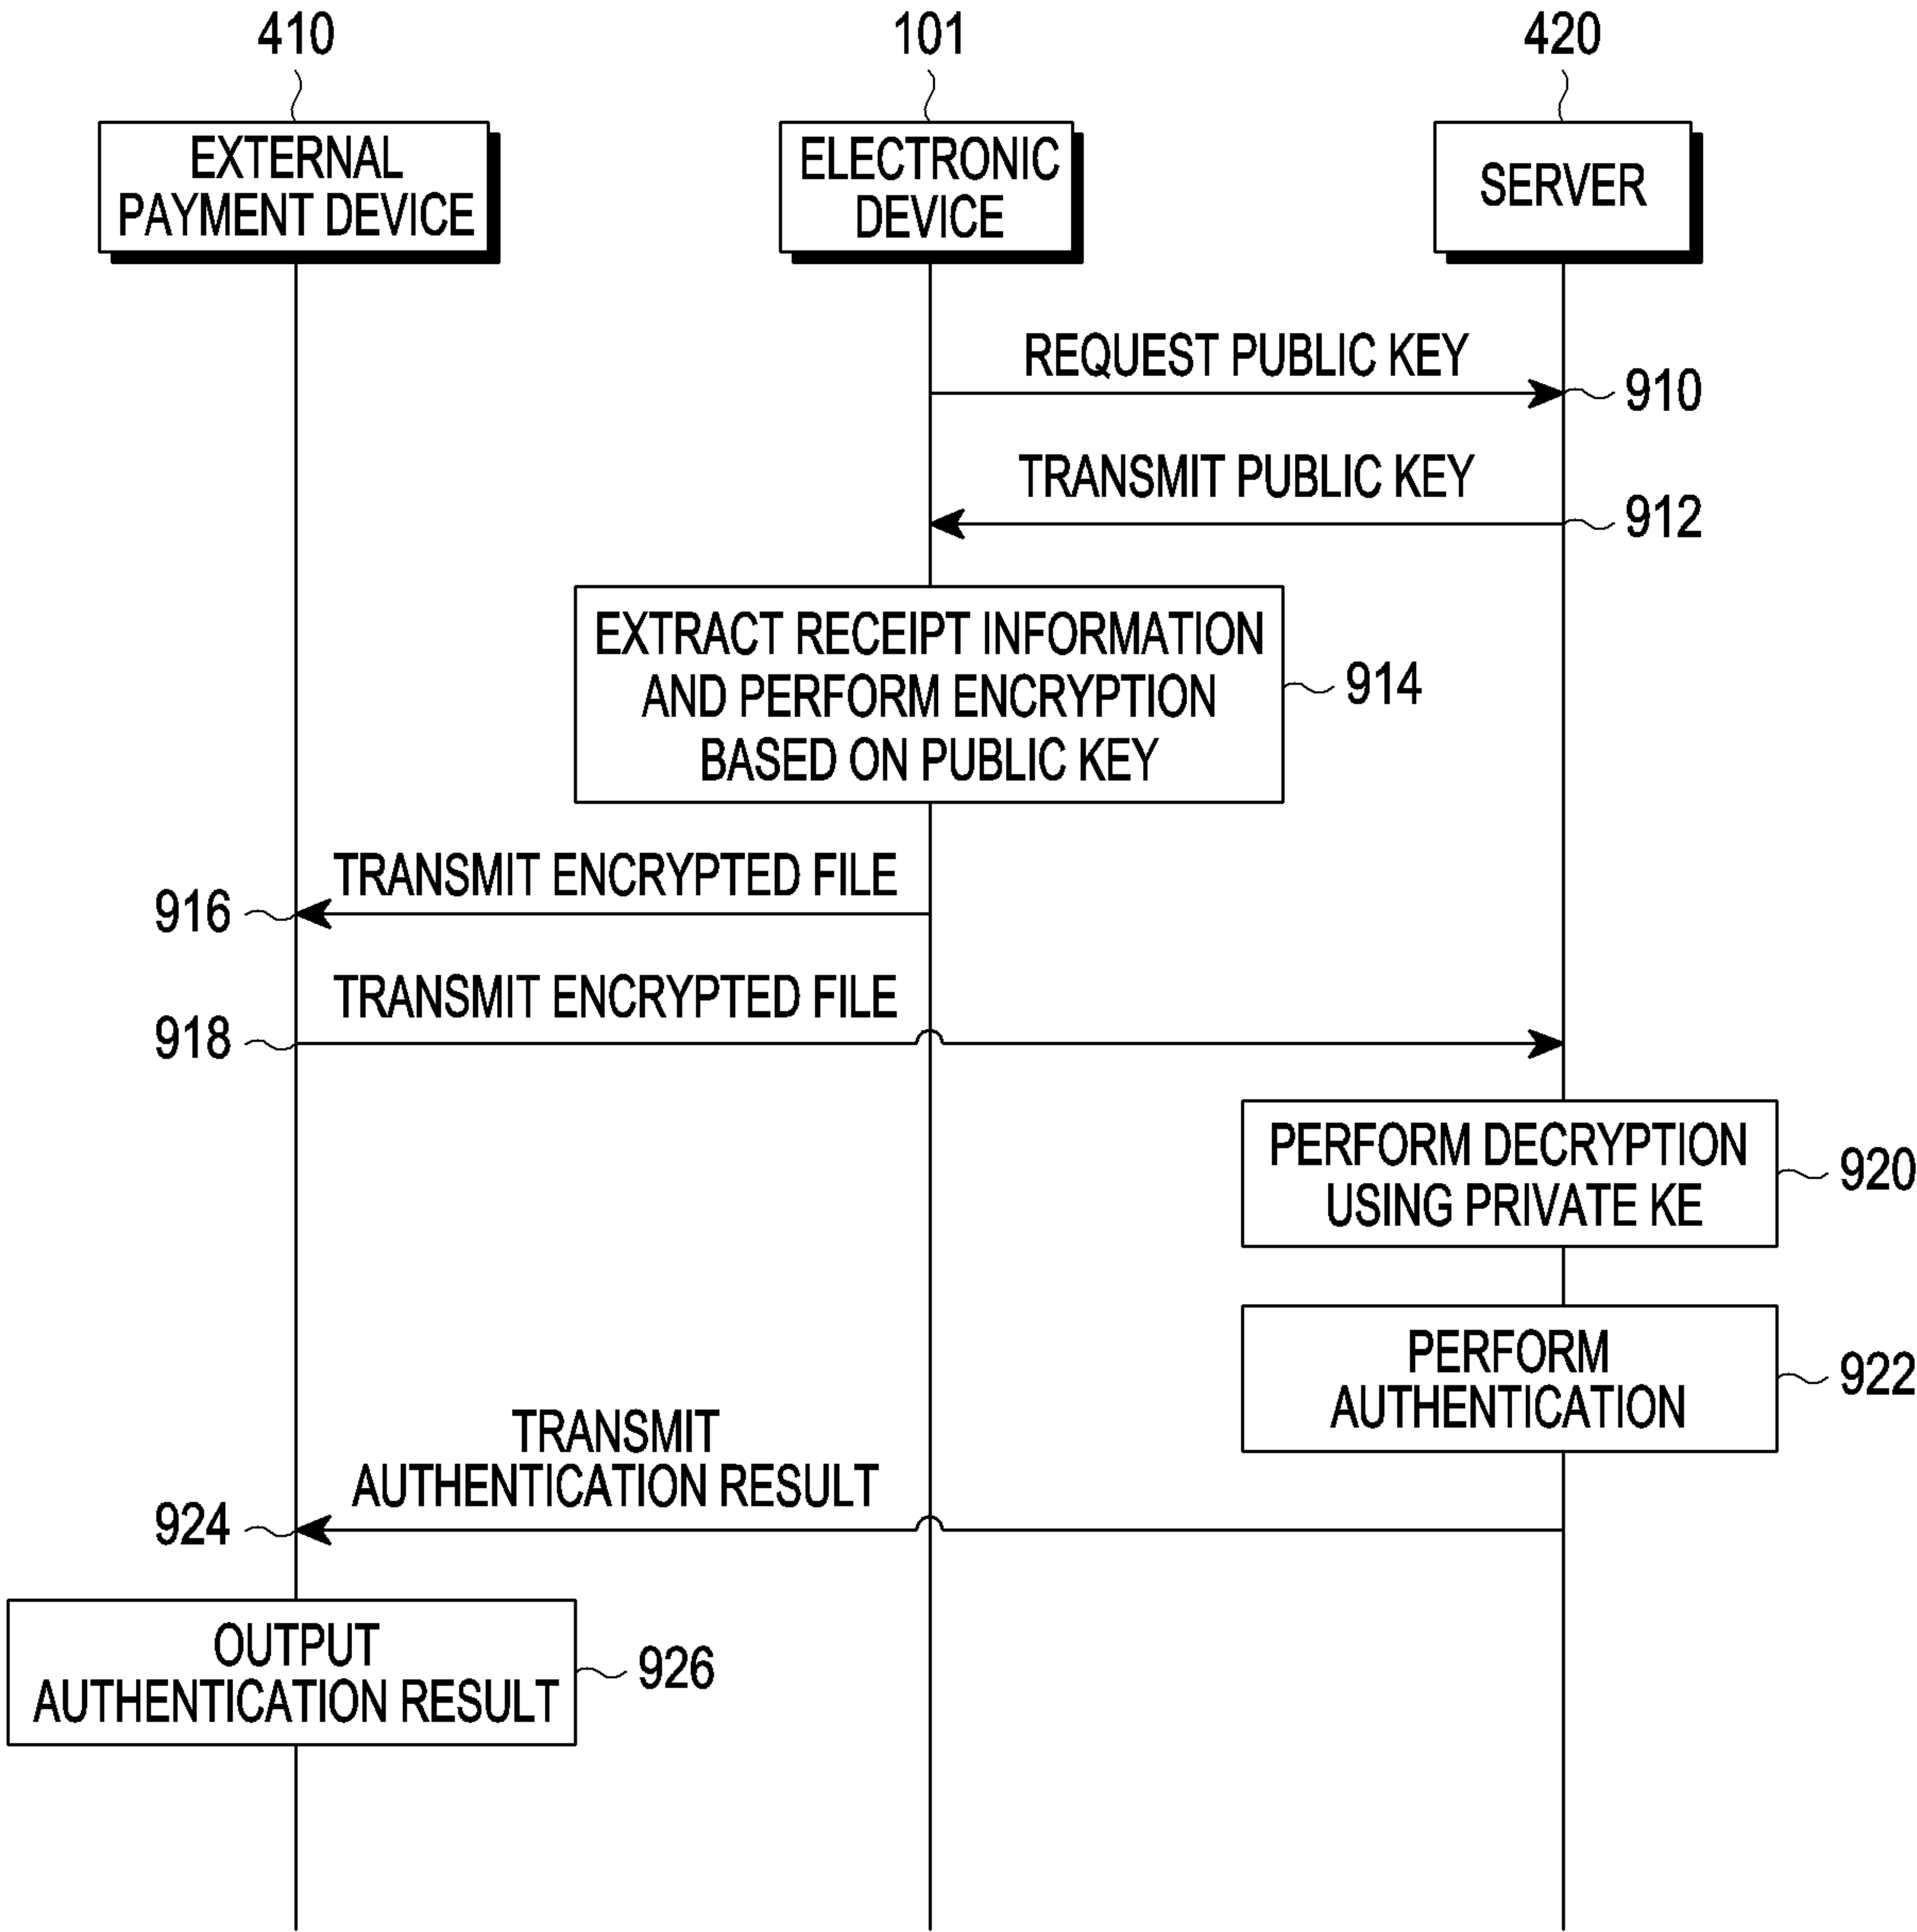 410
101
420
EXTERNAL
PAYMENT DEVICE
ELECTRONIC
DEVICE
SERVER
REQUEST PUBLIC KEY
910
TRANSMIT PUBLIC KEY
912
EXTRACT RECEIPT INFORMATION
AND PERFORM ENCRYPTION
BASED ON PUBLIC KEY
914
TRANSMIT ENCRYPTED FILE
916
TRANSMIT ENCRYPTED FILE
918
PERFORM DECRYPTION
USING PRIVATE KE
920
PERFORM
AUTHENTICATION
922
TRANSMIT
AUTHENTICATION RESULT
924
OUTPUT
AUTHENTICATION RESULT
926